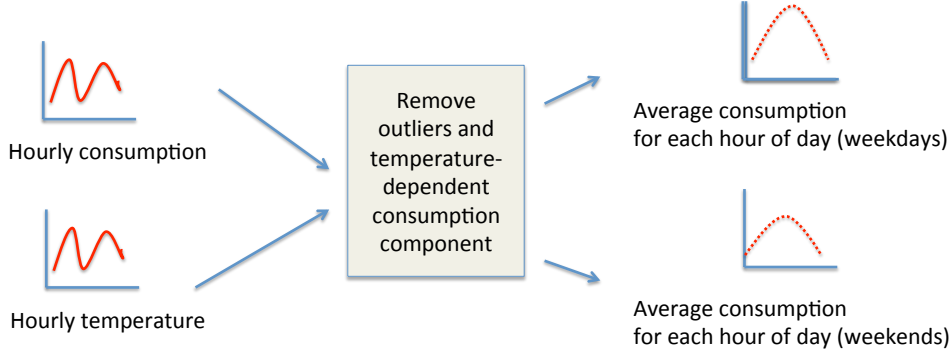 Hourly consumption
Hourly temperature
Remove
outliers and
temperature-
dependent
consumption
component
Average consumption
for each hour of day (weekdays)
Average consumption
for each hour of day (weekends)